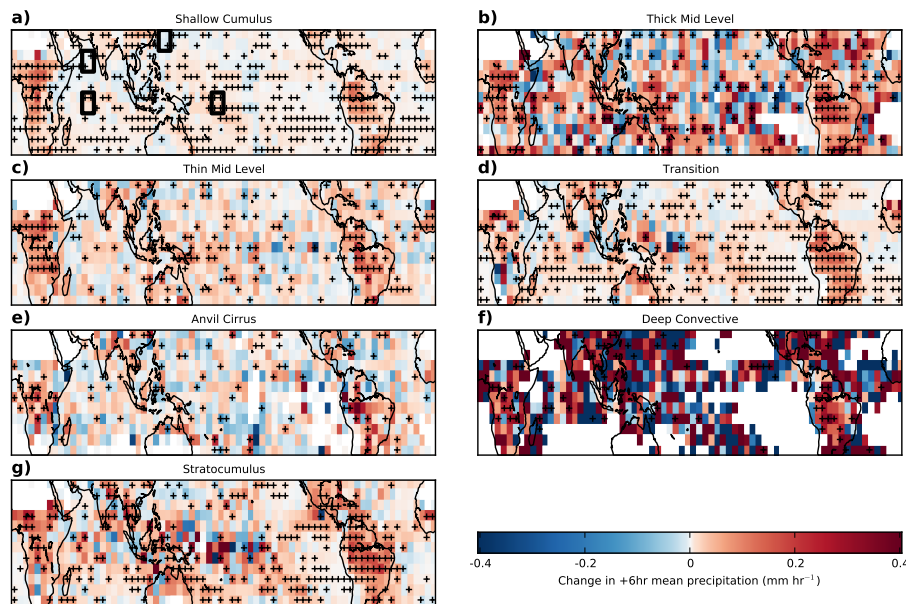 a) Shallow Cumulus
b) Thick Mid Level
c) Thin Mid Level
d) Transition
e) Anvil Cirrus
f) Deep Convective
g) Stratocumulus
-0.4 -0.2 0 0.2 0.4
Change in +6hr mean precipitation (mm hr⁻¹)